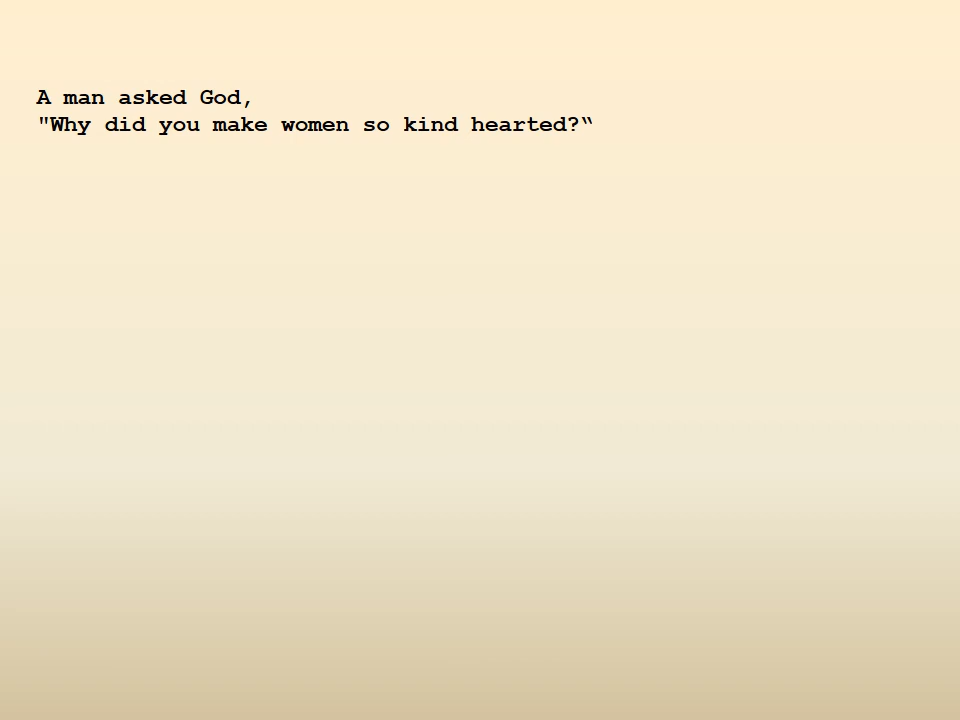 A man asked God,
"Why did you make women so kind hearted?“